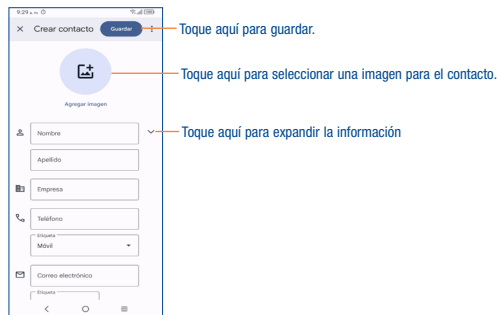 9:29 a.m.
Crear contacto
Guardar
Toque aquí para guardar.
Toque aquí para seleccionar una imagen para el contacto.
Agregar imagen
Nombre
Toque aquí para expandir la información
Apellido
Empresa
Teléfono
Etiqueta
Móvil
Correo electrónico
Etiqueta